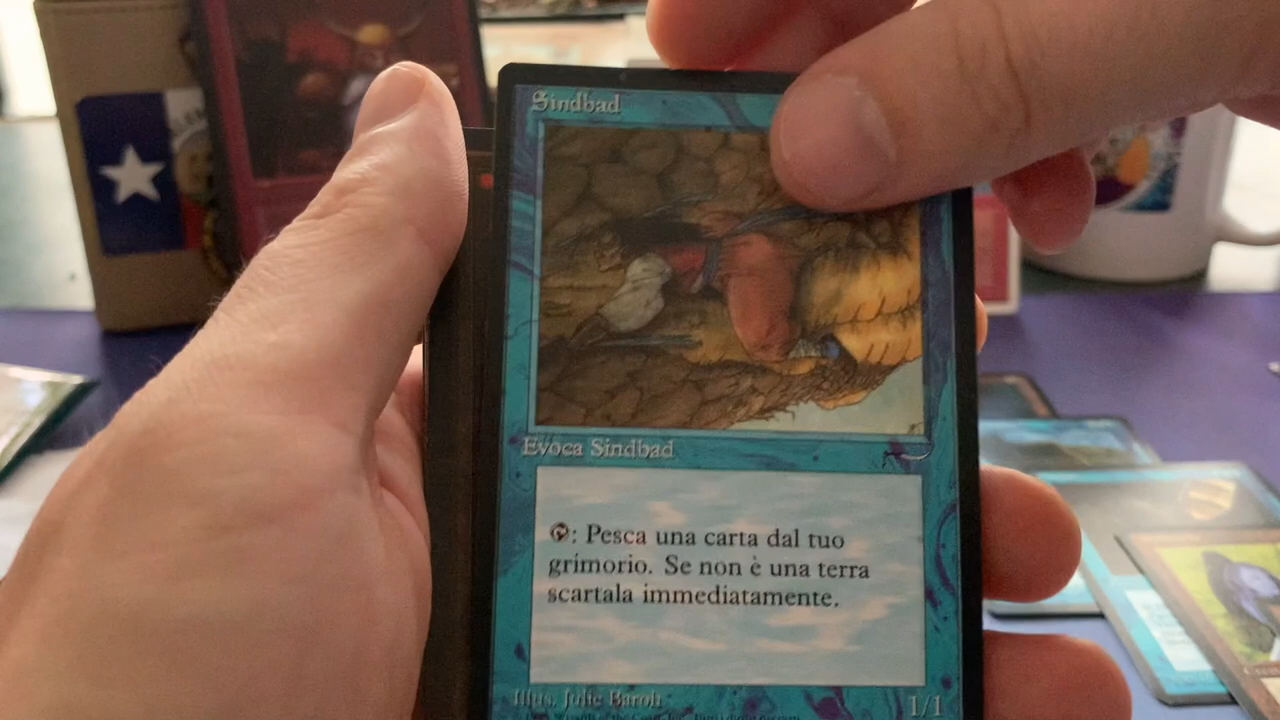 Sindbad
Evoca Sindbad
: Pesca una carta dal tuo
grimorio. Se non è una terra
scartala immediatamente.
Illus. Julie Baroh
1/1